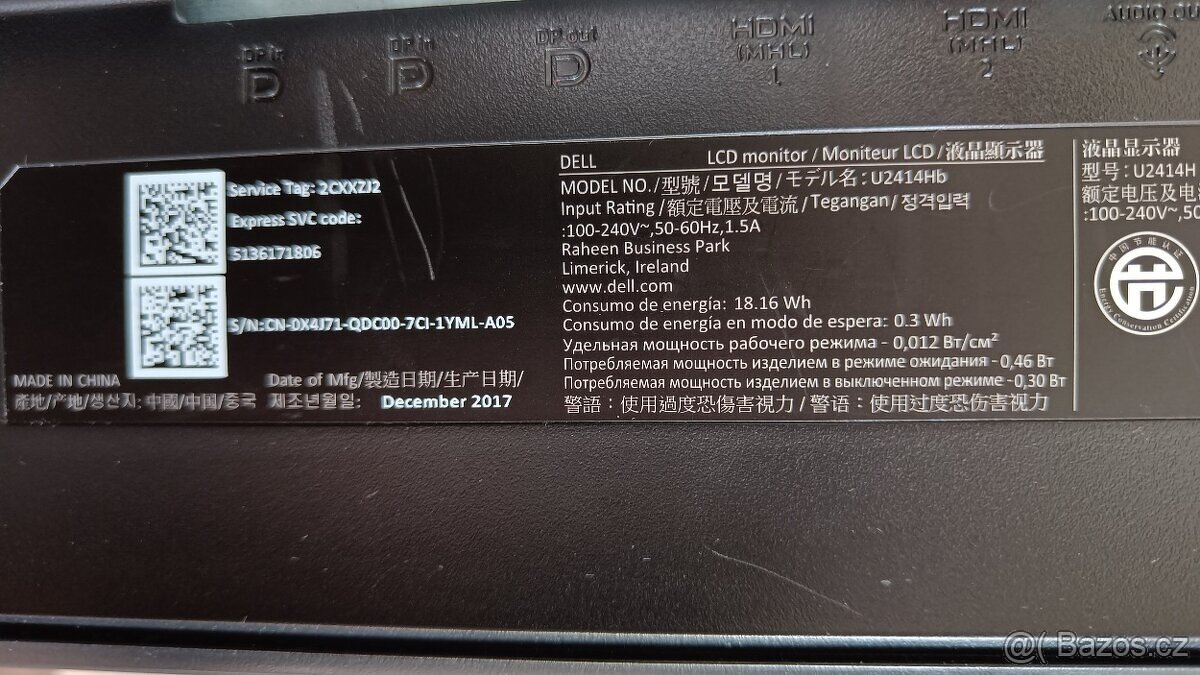 DP in
DP in
DP out
HDMI
(MHL)
1
HDMI
(MHL)
2
AUDIO OU
Service Tag: 2CXXZJ2
Express SVC code:
5136171806
S/N:CN-0X4J71-QDC00-7CI-1YML-A05
MADE IN CHINA
產地/产地/생산지: 中國/中国/중국
Date of Mfg/製造日期/生产日期/
제조년월일: December 2017
DELL LCD monitor / Moniteur LCD /液晶顯示器
MODEL NO./型號/모델명/モデル名: U2414Hb
Input Rating/額定電壓及電流/Tegangan/정격입력
:100-240V~,50-60Hz,1.5A
Raheen Business Park
Limerick, Ireland
www.dell.com
Consumo de energía: 18.16 Wh
Consumo de energía en modo de espera: 0.3 Wh
Удельная мощность рабочего режима - 0,012 Вт/см²
Потребляемая мощность изделием в режиме ожидания - 0,46 Вт
Потребляемая мощность изделием в выключенном режиме - 0,30 Вт
警語：使用過度恐傷害視力 / 警语：使用过度恐伤害视力
液晶显示器
型号: U2414H
额定电压及电
:100-240V~,50
中国节能认证
Energy Conservation Certification
@( Bazos.cz